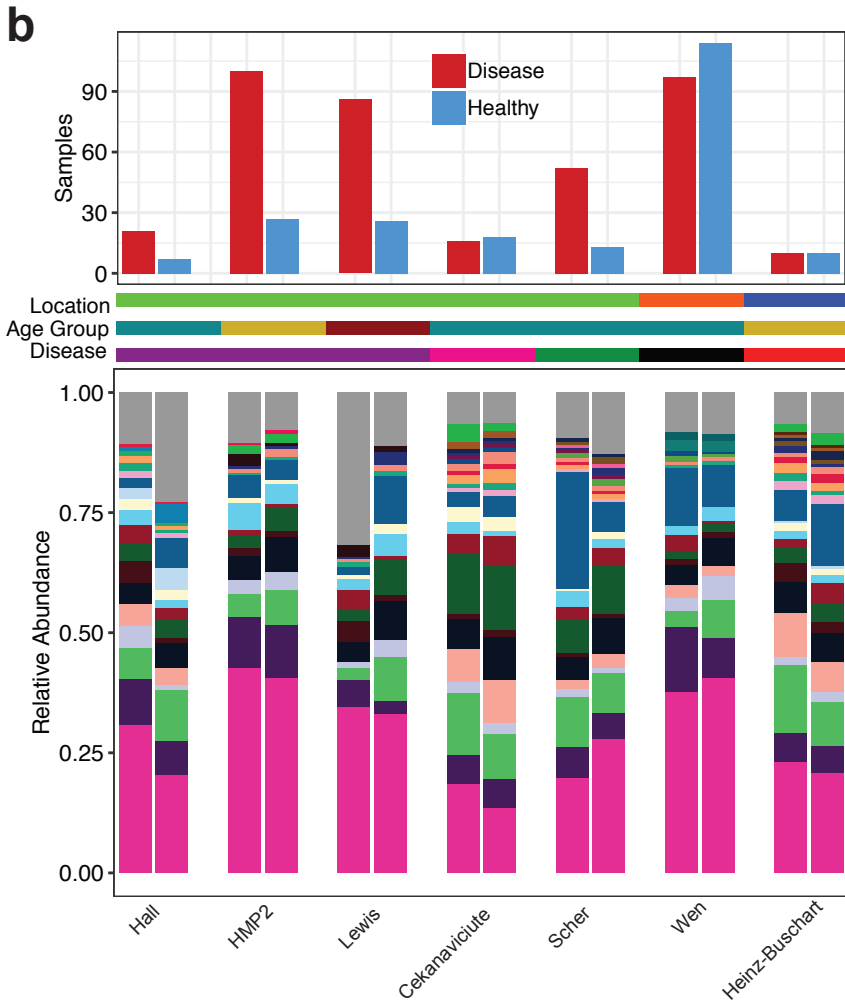 b
Samples
90
60
30
0
Disease
Healthy
Location
Age Group
Disease
Relative Abundance
1.00
0.75
0.50
0.25
0.00
Hall
HMP2
Lewis
Cekanaviciute
Scher
Wen
Heinz-Buschart